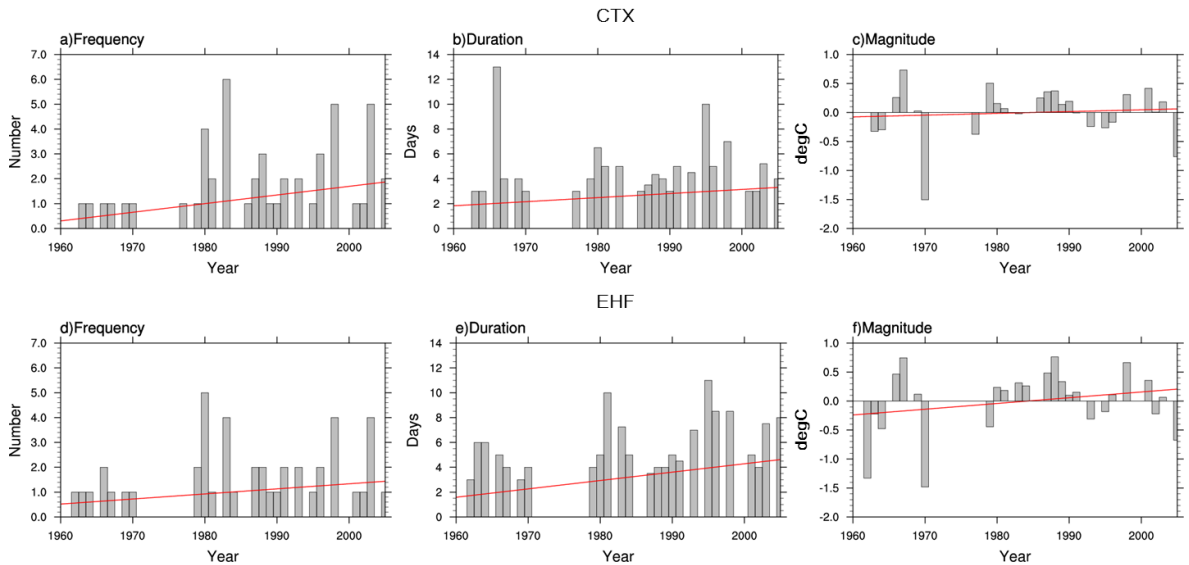 CTX
a)Frequency
b)Duration
c)Magnitude
7.0
6.0
5.0
4.0
3.0
2.0
1.0
0.0
Number
1960 1970 1980 1990 2000
Year
14
12
10
8
6
4
2
0
Days
1960 1970 1980 1990 2000
Year
1.0
0.5
0.0
-0.5
-1.0
-1.5
-2.0
degC
1960 1970 1980 1990 2000
Year
EHF
d)Frequency
e)Duration
f)Magnitude
7.0
6.0
5.0
4.0
3.0
2.0
1.0
0.0
Number
1960 1970 1980 1990 2000
Year
14
12
10
8
6
4
2
0
Days
1960 1970 1980 1990 2000
Year
1.0
0.5
0.0
-0.5
-1.0
-1.5
-2.0
degC
1960 1970 1980 1990 2000
Year